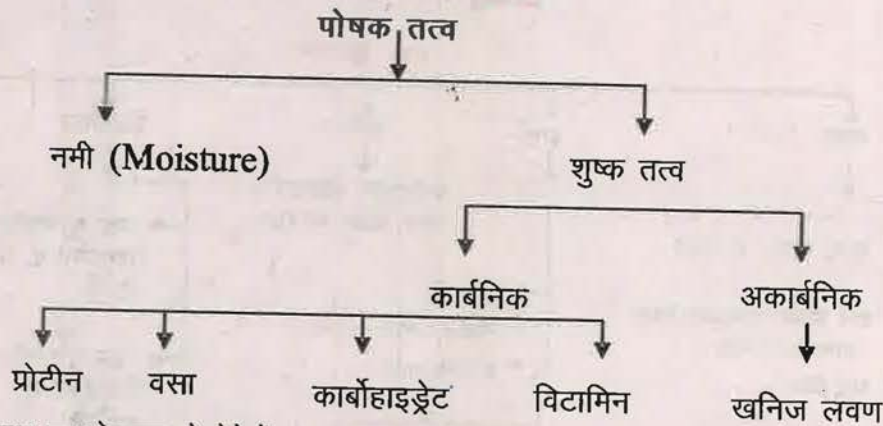 पोषक तत्व
नमी (Moisture)
शुष्क तत्व
कार्बनिक
अकार्बनिक
प्रोटीन
वसा
कार्बोहाइड्रेट
विटामिन
खनिज लवण